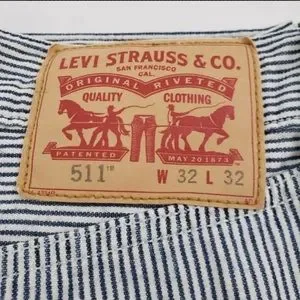 LEVI STRAUSS & CO.
SAN FRANCISCO
CAL.
ORIGINAL RIVETED
QUALITY CLOTHING
PATENTED MAY 20 1873
511™ W 32 L 32